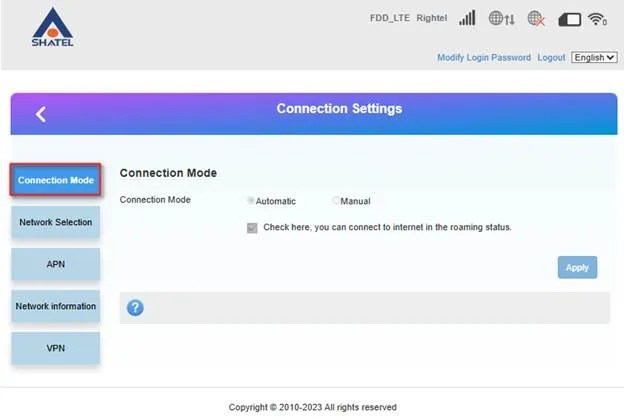 SHATEL
FDD_LTE Rightel
Modify Login Password Logout English
Connection Settings
Connection Mode
Network Selection
APN
Network information
VPN
Connection Mode
Connection Mode Automatic Manual
Check here, you can connect to internet in the roaming status.
Apply
?
Copyright © 2010-2023 All rights reserved